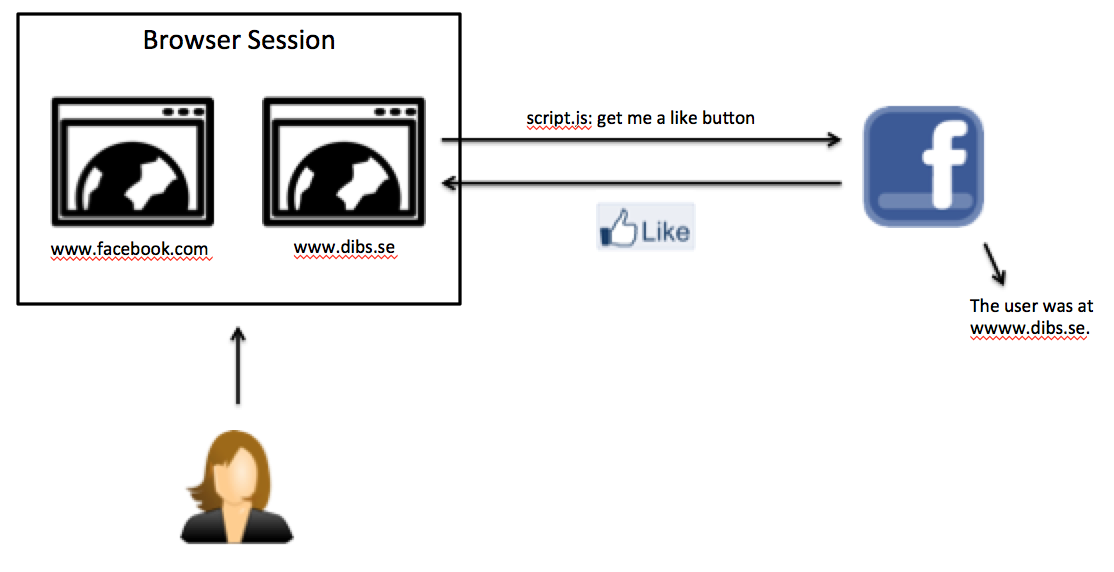 Browser Session
script.js: get me a like button
Like
f
www.facebook.com
www.dibs.se
The user was at
wwww.dibs.se.